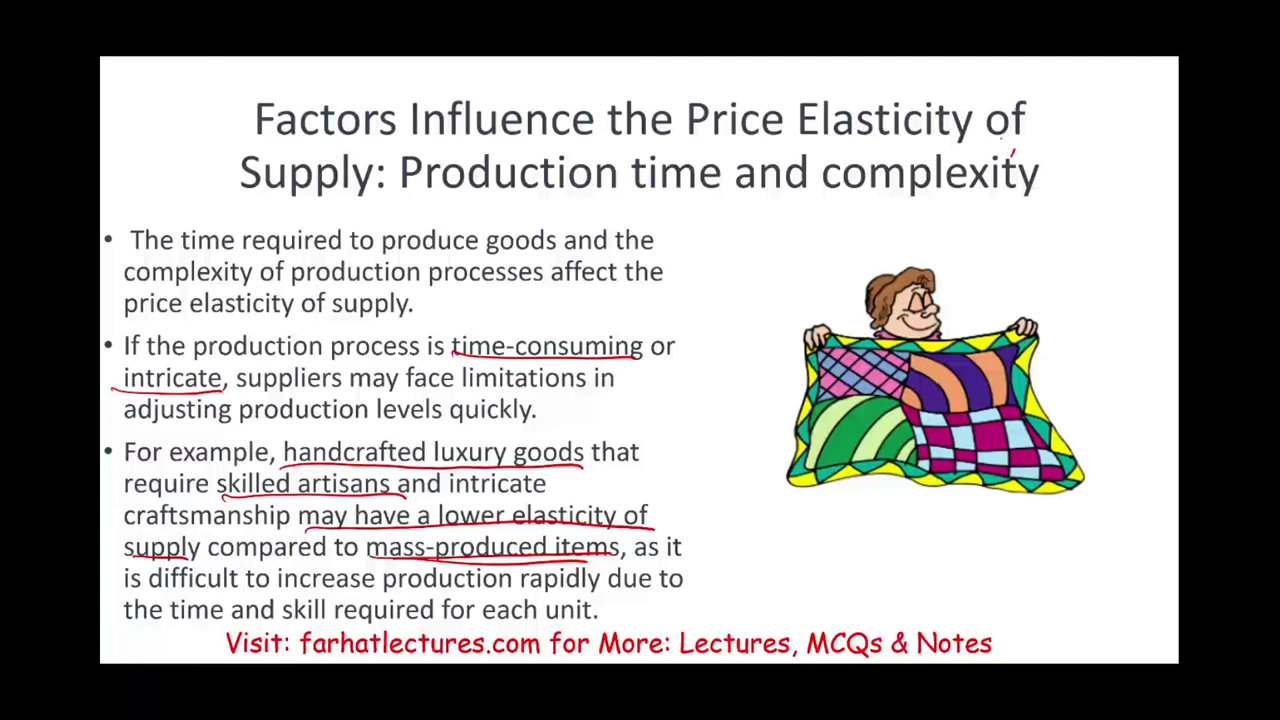 Factors Influence the Price Elasticity of
Supply: Production time and complexity
• The time required to produce goods and the
complexity of production processes affect the
price elasticity of supply.
• If the production process is time-consuming or
intricate, suppliers may face limitations in
adjusting production levels quickly.
• For example, handcrafted luxury goods that
require skilled artisans and intricate
craftsmanship may have a lower elasticity of
supply compared to mass-produced items, as it
is difficult to increase production rapidly due to
the time and skill required for each unit.
Visit: farhatlectures.com for More: Lectures, MCQs & Notes